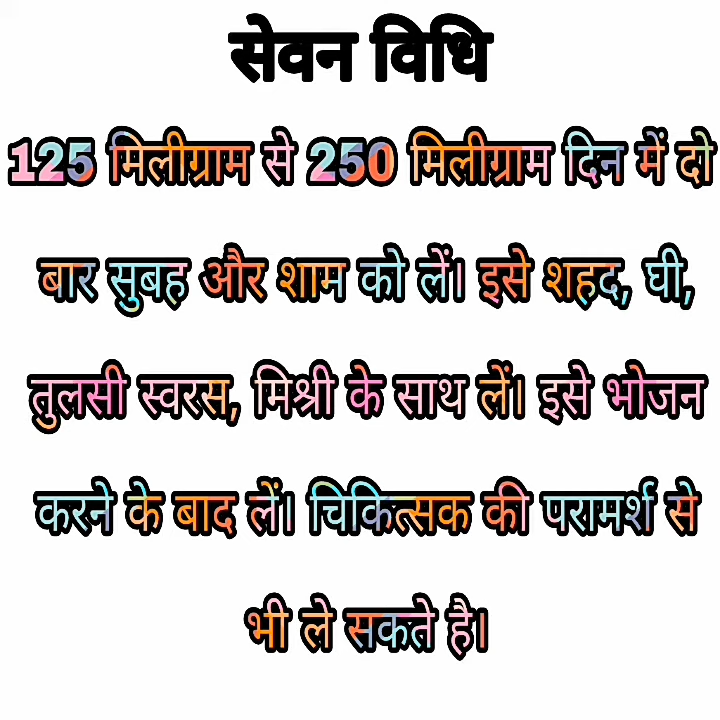 सेवन विधि
125 मिलीग्राम से 250 मिलीग्राम दिन में दो
बार सुबह और शाम को लें। इसे शहद, घी,
तुलसी स्वरस, मिश्री के साथ लें। इसे भोजन
करने के बाद लें। चिकित्सक की परामर्श से
भी ले सकते है।